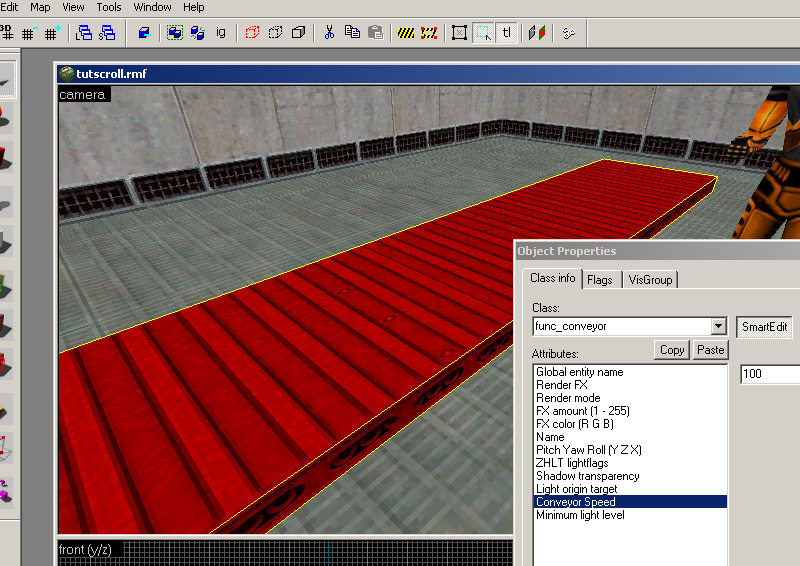 Edit Map View Tools Window Help
3D
ig
tl
tutscroll.rmf
camera
Object Properties
Class info Flags VisGroup
Class:
func_conveyor SmartEdit
Attributes: Copy Paste
Global entity name 100
Render FX
Render mode
FX amount (1 - 255)
FX color (R G B)
Name
Pitch Yaw Roll (Y Z X)
ZHLT lightflags
Shadow transparency
Light origin target
Conveyor Speed
Minimum light level
front (y/z)